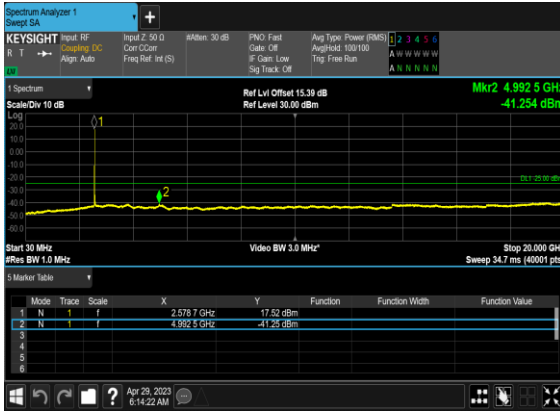 Spectrum Analyzer 1
Swept SA
+
KEYSIGHT Input: RF Input Z: 50 Ω #Atten: 30 dB PNO: Fast Avg Type: Power (RMS) 1 2 3 4 5 6
R T Coupling: DC Corr CCorr Gate: Off Avg|Hold: 100/100 A W W W W W
Align: Auto Freq Ref: Int (S) IF Gain: Low Trig: Free Run
Sig Track: Off A N N N N N
1 Spectrum Ref Lvl Offset 15.39 dB Mkr2 4.992 5 GHz
Scale/Div 10 dB Ref Level 30.00 dBm -41.254 dBm
Log
20.0
1
10.0
0.00
-10.0
-20.0
DL1 -25.00 dBm
-30.0
2
-40.0
-50.0
-60.0
Start 30 MHz Video BW 3.0 MHz* Stop 20.000 GHz
#Res BW 1.0 MHz Sweep 34.7 ms (40001 pts)
5 Marker Table
Mode Trace Scale X Y Function Function Width Function Value
1 N 1 f 2.578 7 GHz 17.52 dBm
2 N 1 f 4.992 5 GHz -41.25 dBm
3
4
5
6
? Apr 29, 2023
6:14:22 AM